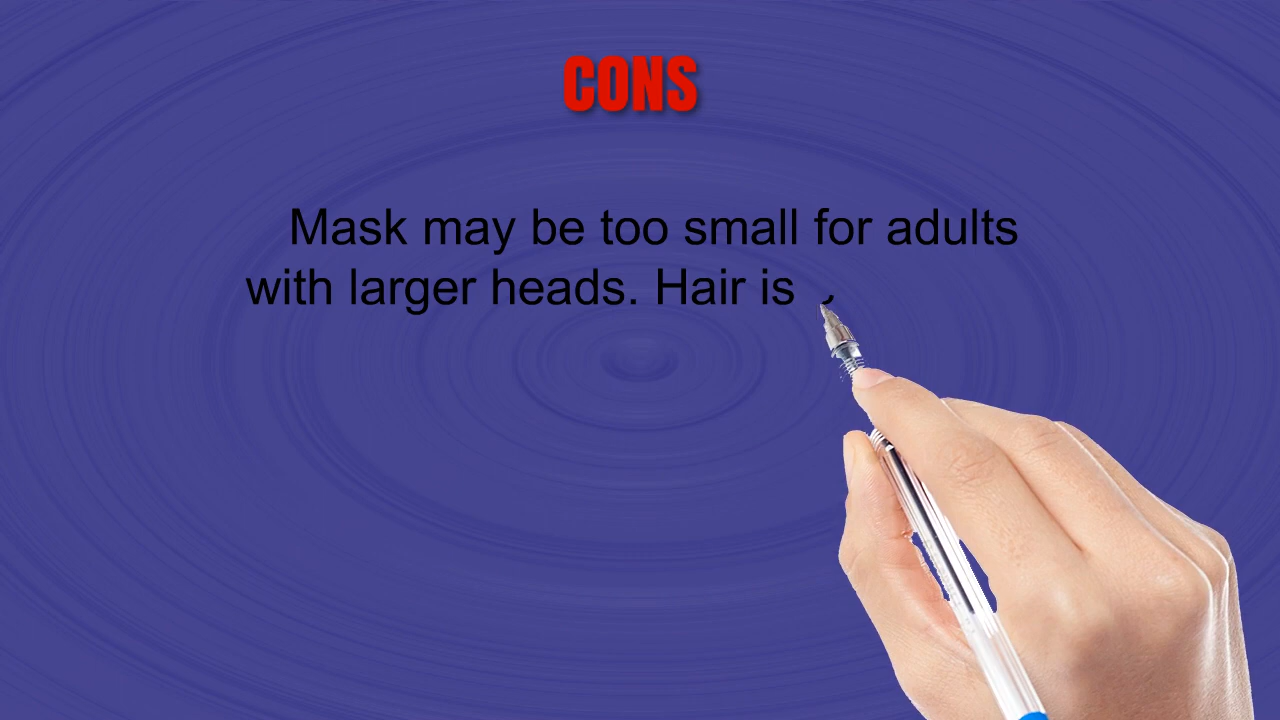 CONS
Mask may be too small for adults
with larger heads. Hair is